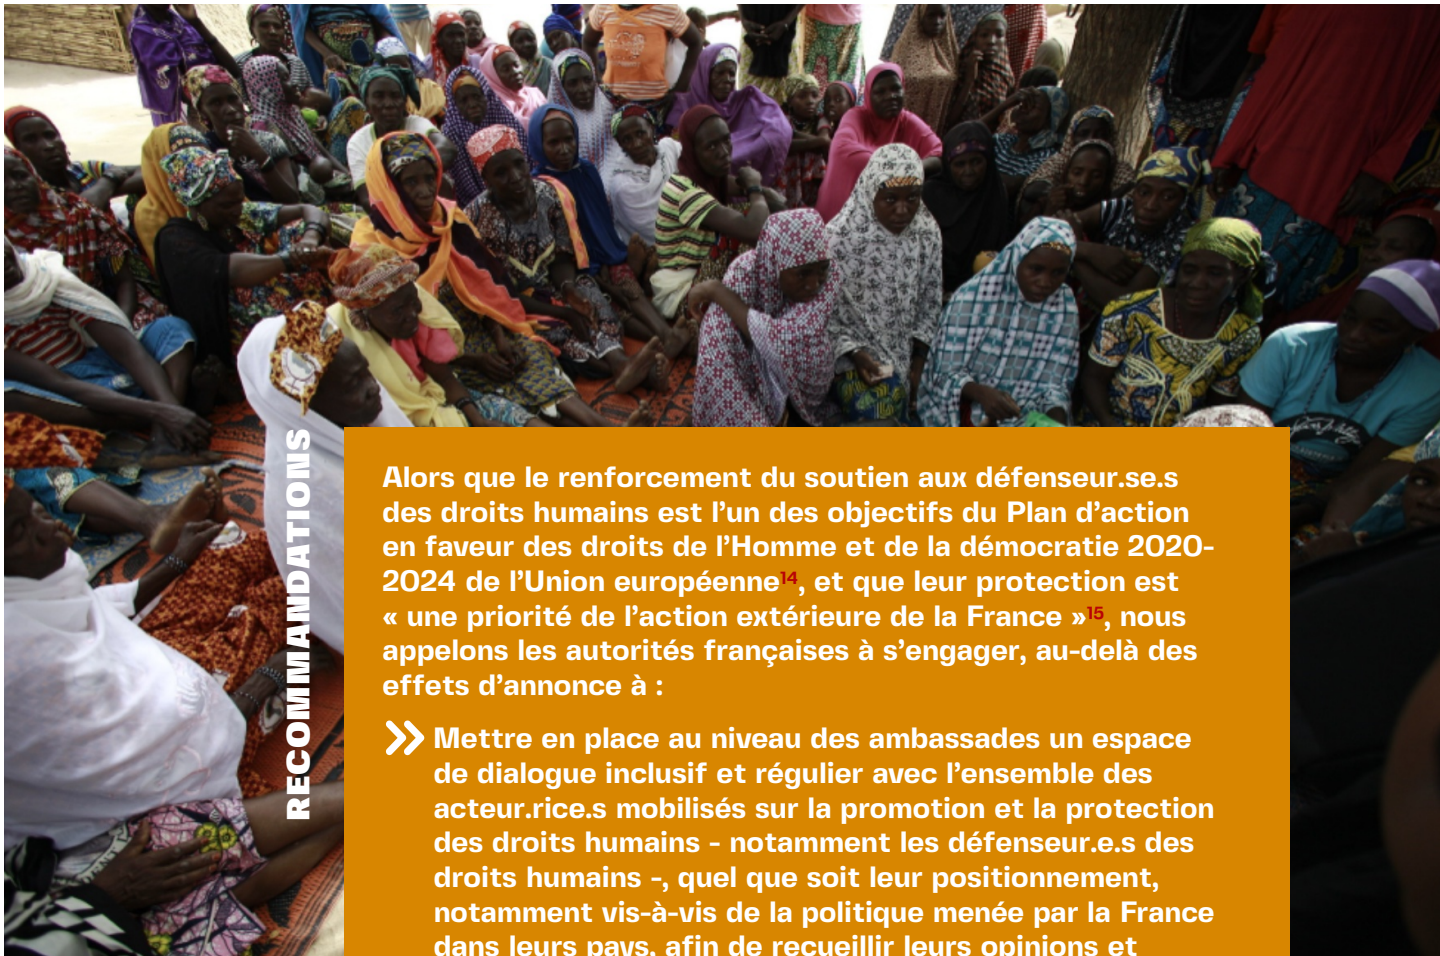 RECOMMANDATIONS
Alors que le renforcement du soutien aux défenseur.se.s
des droits humains est l’un des objectifs du Plan d’action
en faveur des droits de l’Homme et de la démocratie 2020-
2024 de l’Union européenne14, et que leur protection est
« une priorité de l’action extérieure de la France »15, nous
appelons les autorités françaises à s’engager, au-delà des
effets d’annonce à :
Mettre en place au niveau des ambassades un espace
de dialogue inclusif et régulier avec l’ensemble des
acteur.rice.s mobilisés sur la promotion et la protection
des droits humains - notamment les défenseur.e.s des
droits humains -, quel que soit leur positionnement,
notamment vis-à-vis de la politique menée par la France
dans leurs pays, afin de recueillir leurs opinions et